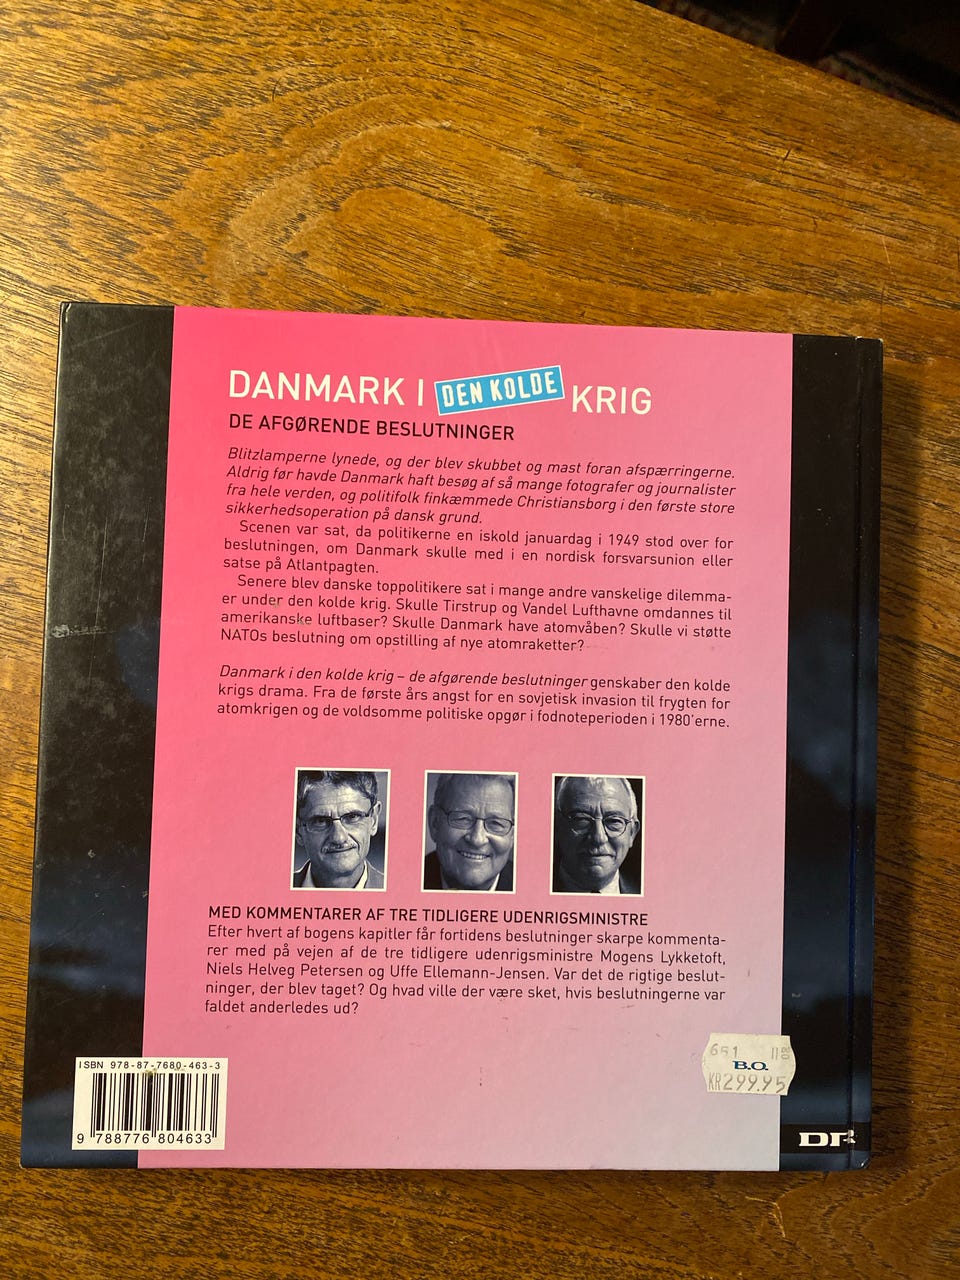 DANMARK I DEN KOLDE KRIG
DE AFGØRENDE BESLUTNINGER
Blitzlamperne lynede, og der blev skubbet og mast foran afspærringerne.
Aldrig før havde Danmark haft besøg af så mange fotografer og journalister
fra hele verden, og politifolk finkæmmede Christiansborg i den første store
sikkerhedsoperation på dansk grund.
Scenen var sat, da politikerne en iskold januardag i 1949 stod over for
beslutningen, om Danmark skulle med i en nordisk forsvarsunion eller
satse på Atlantpagten.
Senere blev danske toppolitikere sat i mange andre vanskelige dilemma-
er under den kolde krig. Skulle Tirstrup og Vandel Lufthavne omdannes til
amerikanske luftbaser? Skulle Danmark have atomvåben? Skulle vi støtte
NATOs beslutning om opstilling af nye atomraketter?
Danmark i den kolde krig – de afgørende beslutninger genskaber den kolde
krigs drama. Fra de første års angst for en sovjetisk invasion til frygten for
atomkrigen og de voldsomme politiske opgør i fodnoteperioden i 1980'erne.
MED KOMMENTARER AF TRE TIDLIGERE UDENRIGSMINISTRE
Efter hvert af bogens kapitler får fortidens beslutninger skarpe kommenta-
rer med på vejen af de tre tidligere udenrigsministre Mogens Lykketoft,
Niels Helveg Petersen og Uffe Ellemann-Jensen. Var det de rigtige beslut-
ninger, der blev taget? Og hvad ville der være sket, hvis beslutningerne var
faldet anderledes ud?
ISBN 978-87-7680-463-3
9 788776 804633
651
B.O.
KR299.95
DR